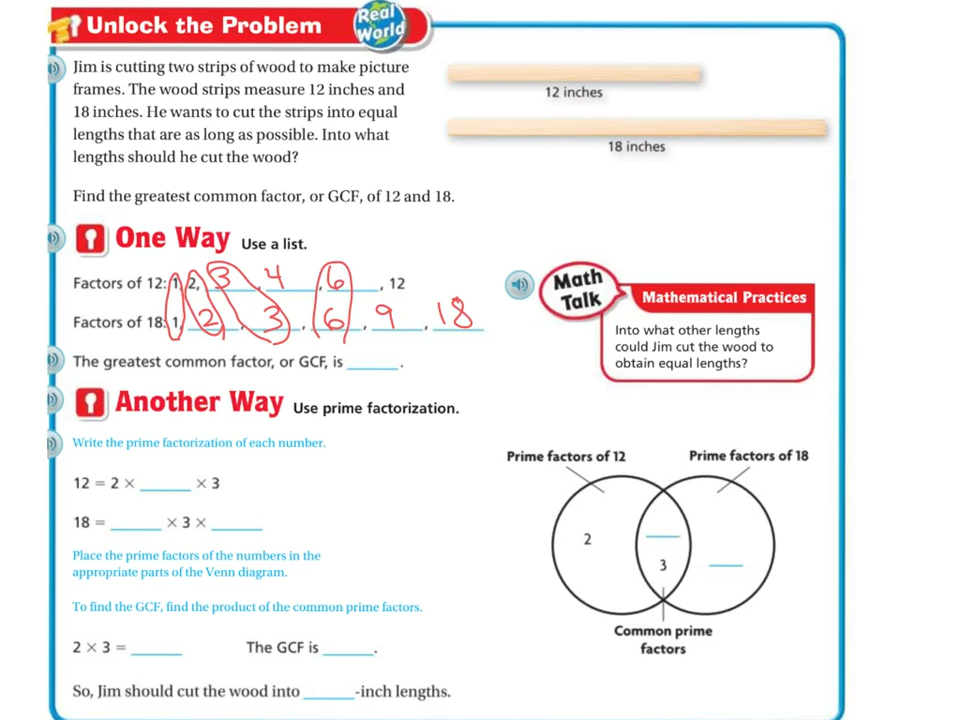 Unlock the Problem
Real World
Jim is cutting two strips of wood to make picture
frames. The wood strips measure 12 inches and
18 inches. He wants to cut the strips into equal
lengths that are as long as possible. Into what
lengths should he cut the wood?
12 inches
18 inches
Find the greatest common factor, or GCF, of 12 and 18.
One Way Use a list.
Factors of 12: 1, 2, 3, 4, 6, 12
Factors of 18: 1, 2, 3, 6, 9, 18
The greatest common factor, or GCF, is ______.
Math Talk
Mathematical Practices
Into what other lengths
could Jim cut the wood to
obtain equal lengths?
Another Way Use prime factorization.
Write the prime factorization of each number.
12 = 2 × ______ × 3
18 = ______ × 3 × ______
Place the prime factors of the numbers in the
appropriate parts of the Venn diagram.
To find the GCF, find the product of the common prime factors.
2 × 3 = ______ The GCF is ______.
So, Jim should cut the wood into ______-inch lengths.
Prime factors of 12
Prime factors of 18
2
3
Common prime
factors